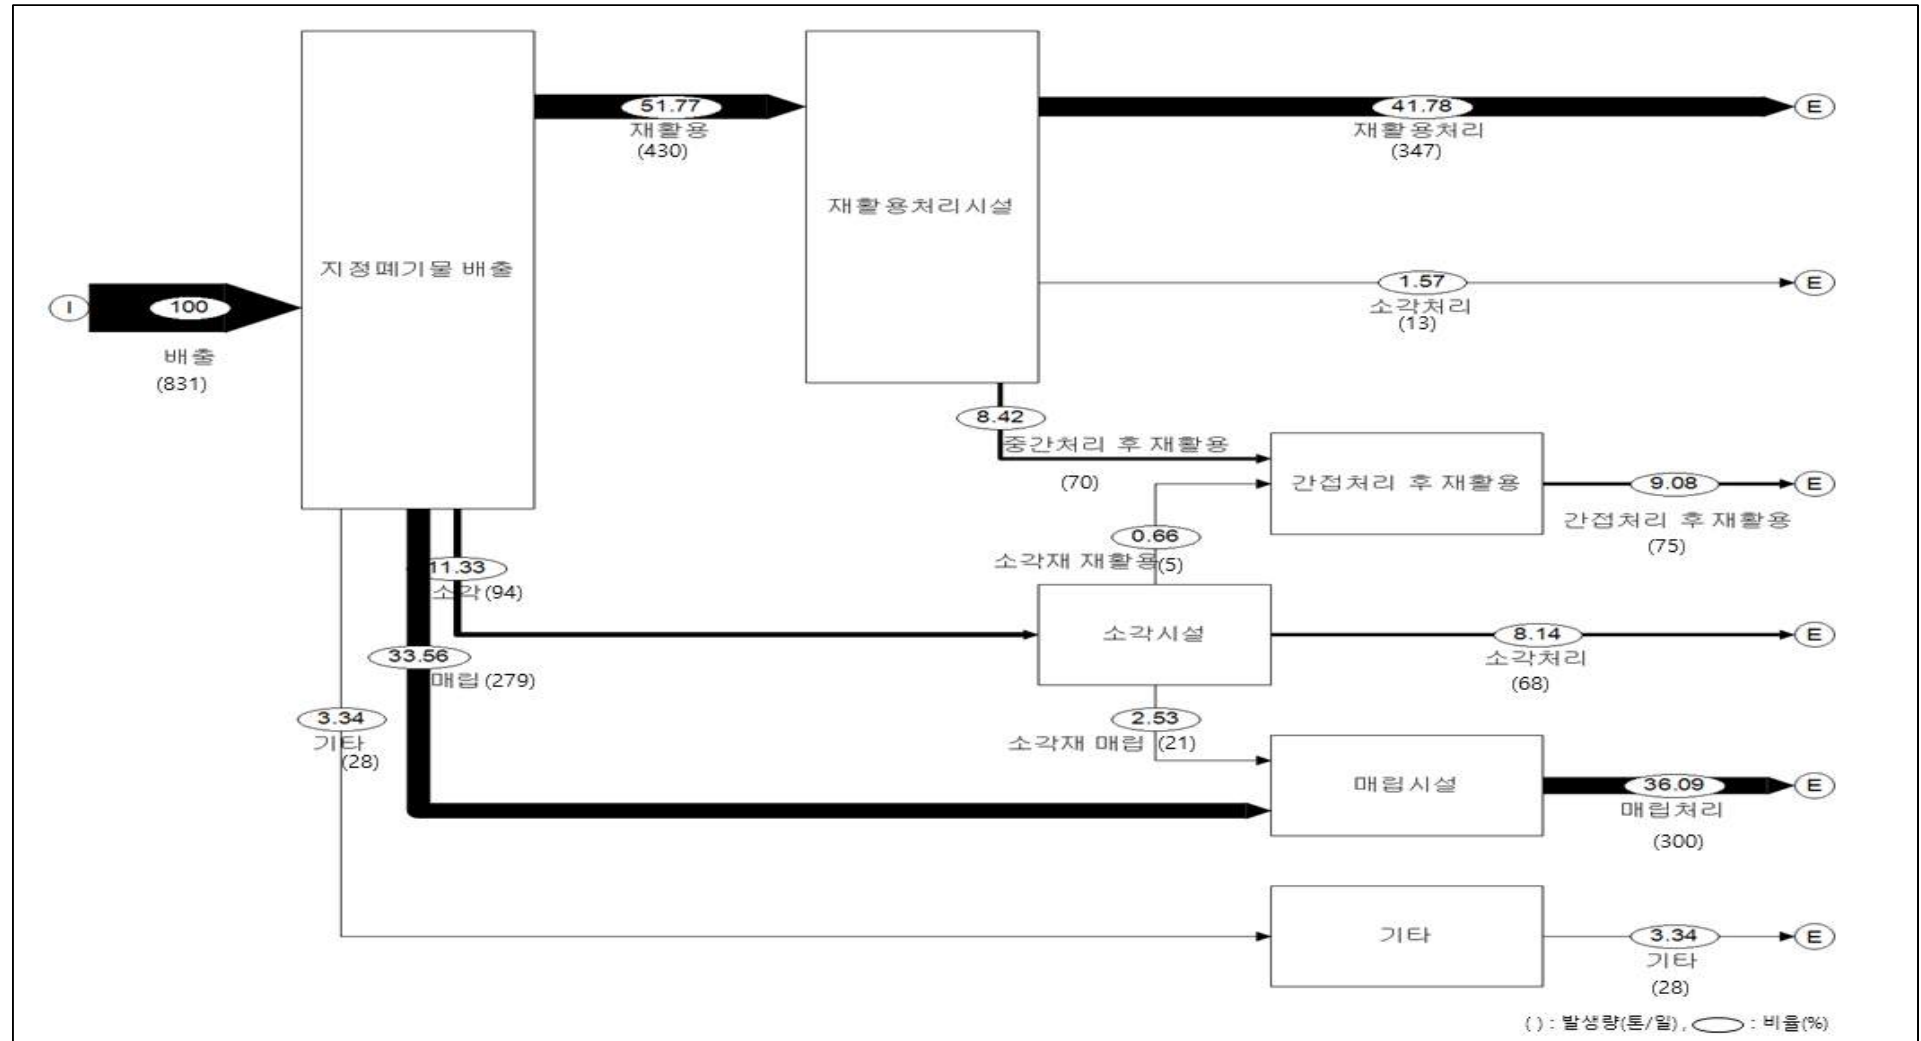 51.77
재활용
(430)
41.78
재활용처리
(347)
E
재활용처리시설
지정폐기물 배출
I
100
배출
(831)
1.57
소각처리
(13)
E
8.42
중간처리 후 재활용
(70)
간접처리 후 재활용
9.08
간접처리 후 재활용
(75)
E
0.66
소각재 재활용(5)
11.33
소각(94)
소각시설
8.14
소각처리
(68)
E
33.56
매립(279)
3.34
기타
(28)
2.53
소각재 매립 (21)
매립시설
36.09
매립처리
(300)
E
기타
3.34
기타
(28)
E
( ) : 발생량(톤/일), : 비율(%)